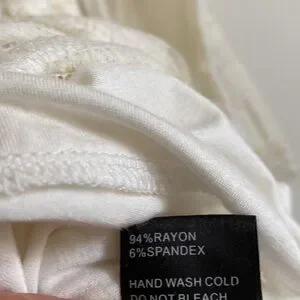 94%RAYON
6%SPANDEX
HAND WASH COLD
DO NOT BLEACH